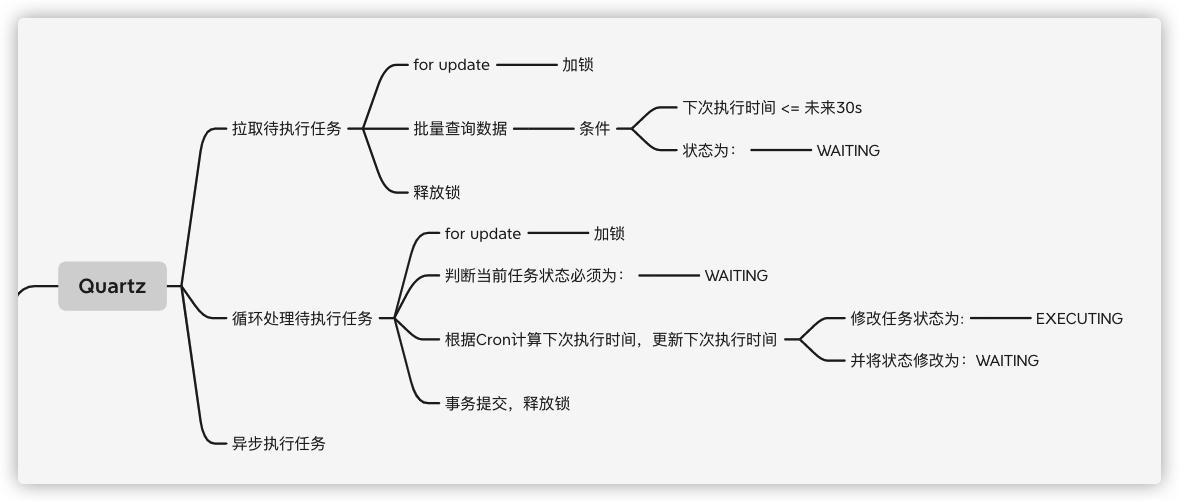 Quartz
拉取待执行任务
for update
加锁
批量查询数据
条件
下次执行时间 <= 未来30s
状态为：
WAITING
释放锁
循环处理待执行任务
for update
加锁
判断当前任务状态必须为：
WAITING
根据Cron计算下次执行时间，更新下次执行时间
修改任务状态为:
EXECUTING
并将状态修改为：WAITING
事务提交，释放锁
异步执行任务